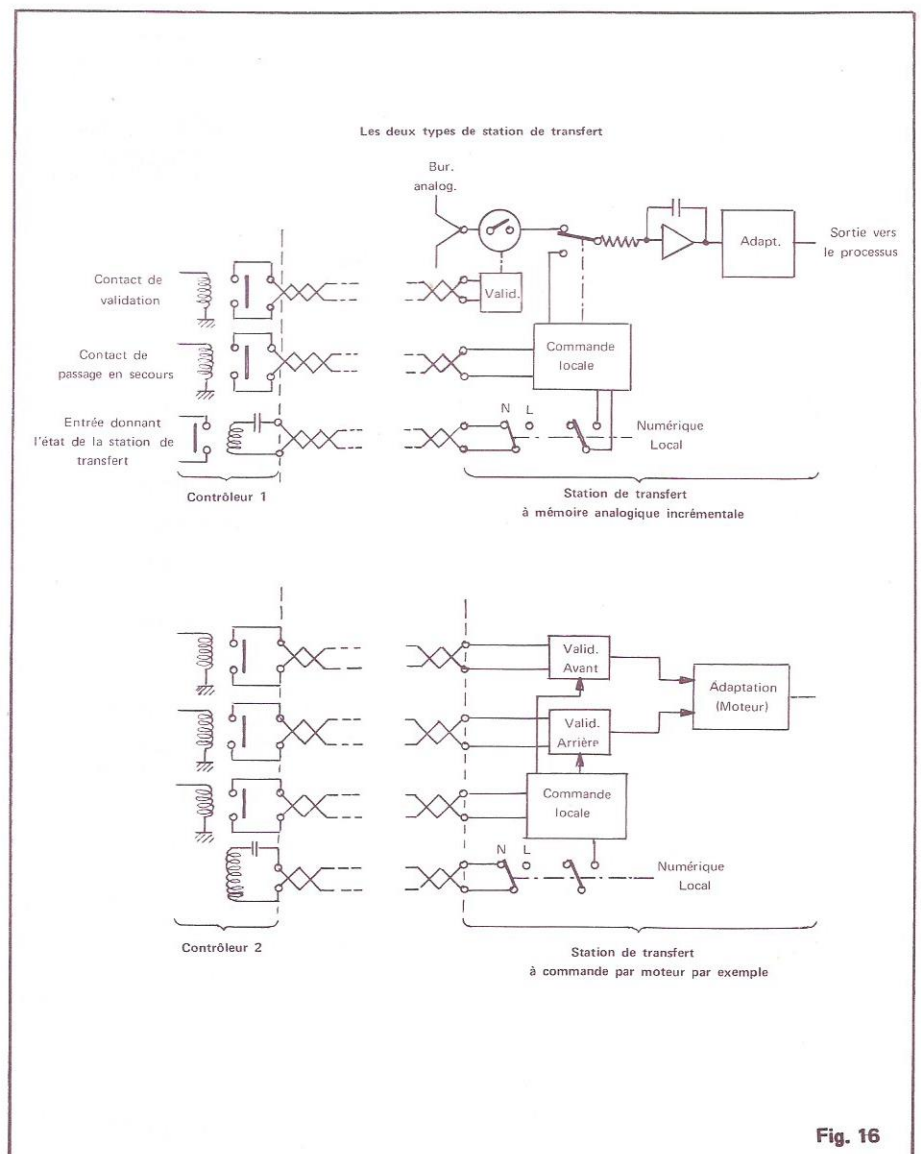 Les deux types de station de transfert
Bur.
analog.
Adapt.
Sortie vers
le processus
Contact de
validation
Valid.
Contact de
passage en secours
Commande
locale
Entrée donnant
l'état de la station de
transfert
N L
Numérique
Local
Contrôleur 1
Station de transfert
à mémoire analogique incrémentale
Valid.
Avant
Adaptation
(Moteur)
Valid.
Arrière
Commande
locale
N L
Numérique
Local
Contrôleur 2
Station de transfert
à commande par moteur par exemple
Fig. 16